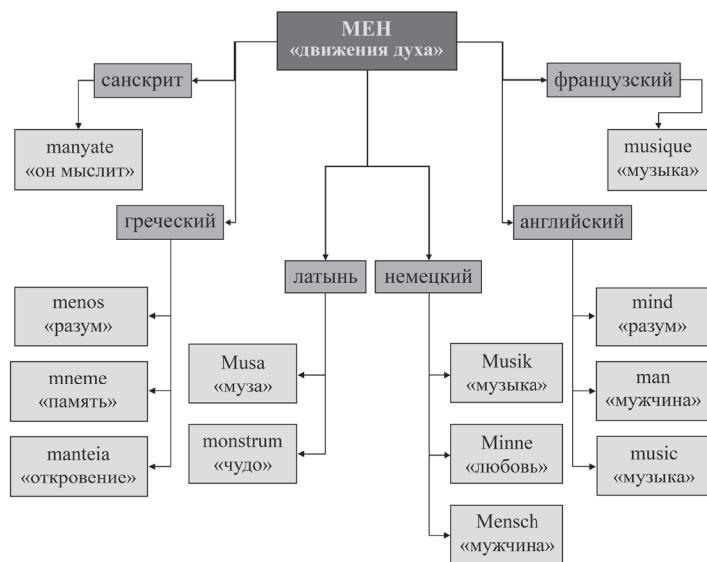 МЕН
«движения духа»
санскрит
французский
manyate
«он мыслит»
musique
«музыка»
греческий
английский
латынь
немецкий
menos
«разум»
mneme
«память»
manteia
«откровение»
Musa
«муза»
monstrum
«чудо»
Musik
«музыка»
Minne
«любовь»
Mensch
«мужчина»
mind
«разум»
man
«мужчина»
music
«музыка»